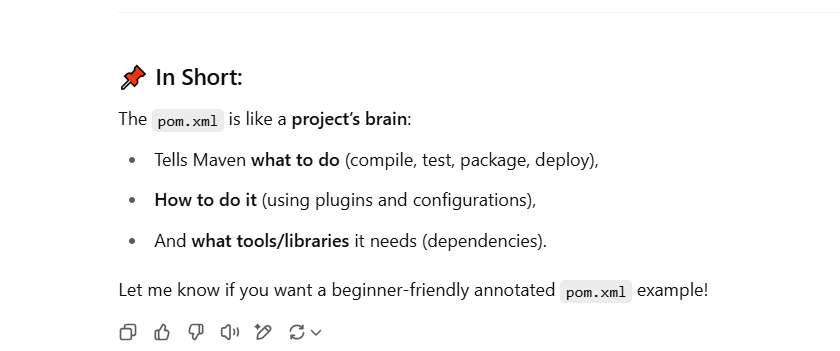 📌 In Short:
The pom.xml is like a project’s brain:
• Tells Maven what to do (compile, test, package, deploy),
• How to do it (using plugins and configurations),
• And what tools/libraries it needs (dependencies).
Let me know if you want a beginner-friendly annotated pom.xml example!